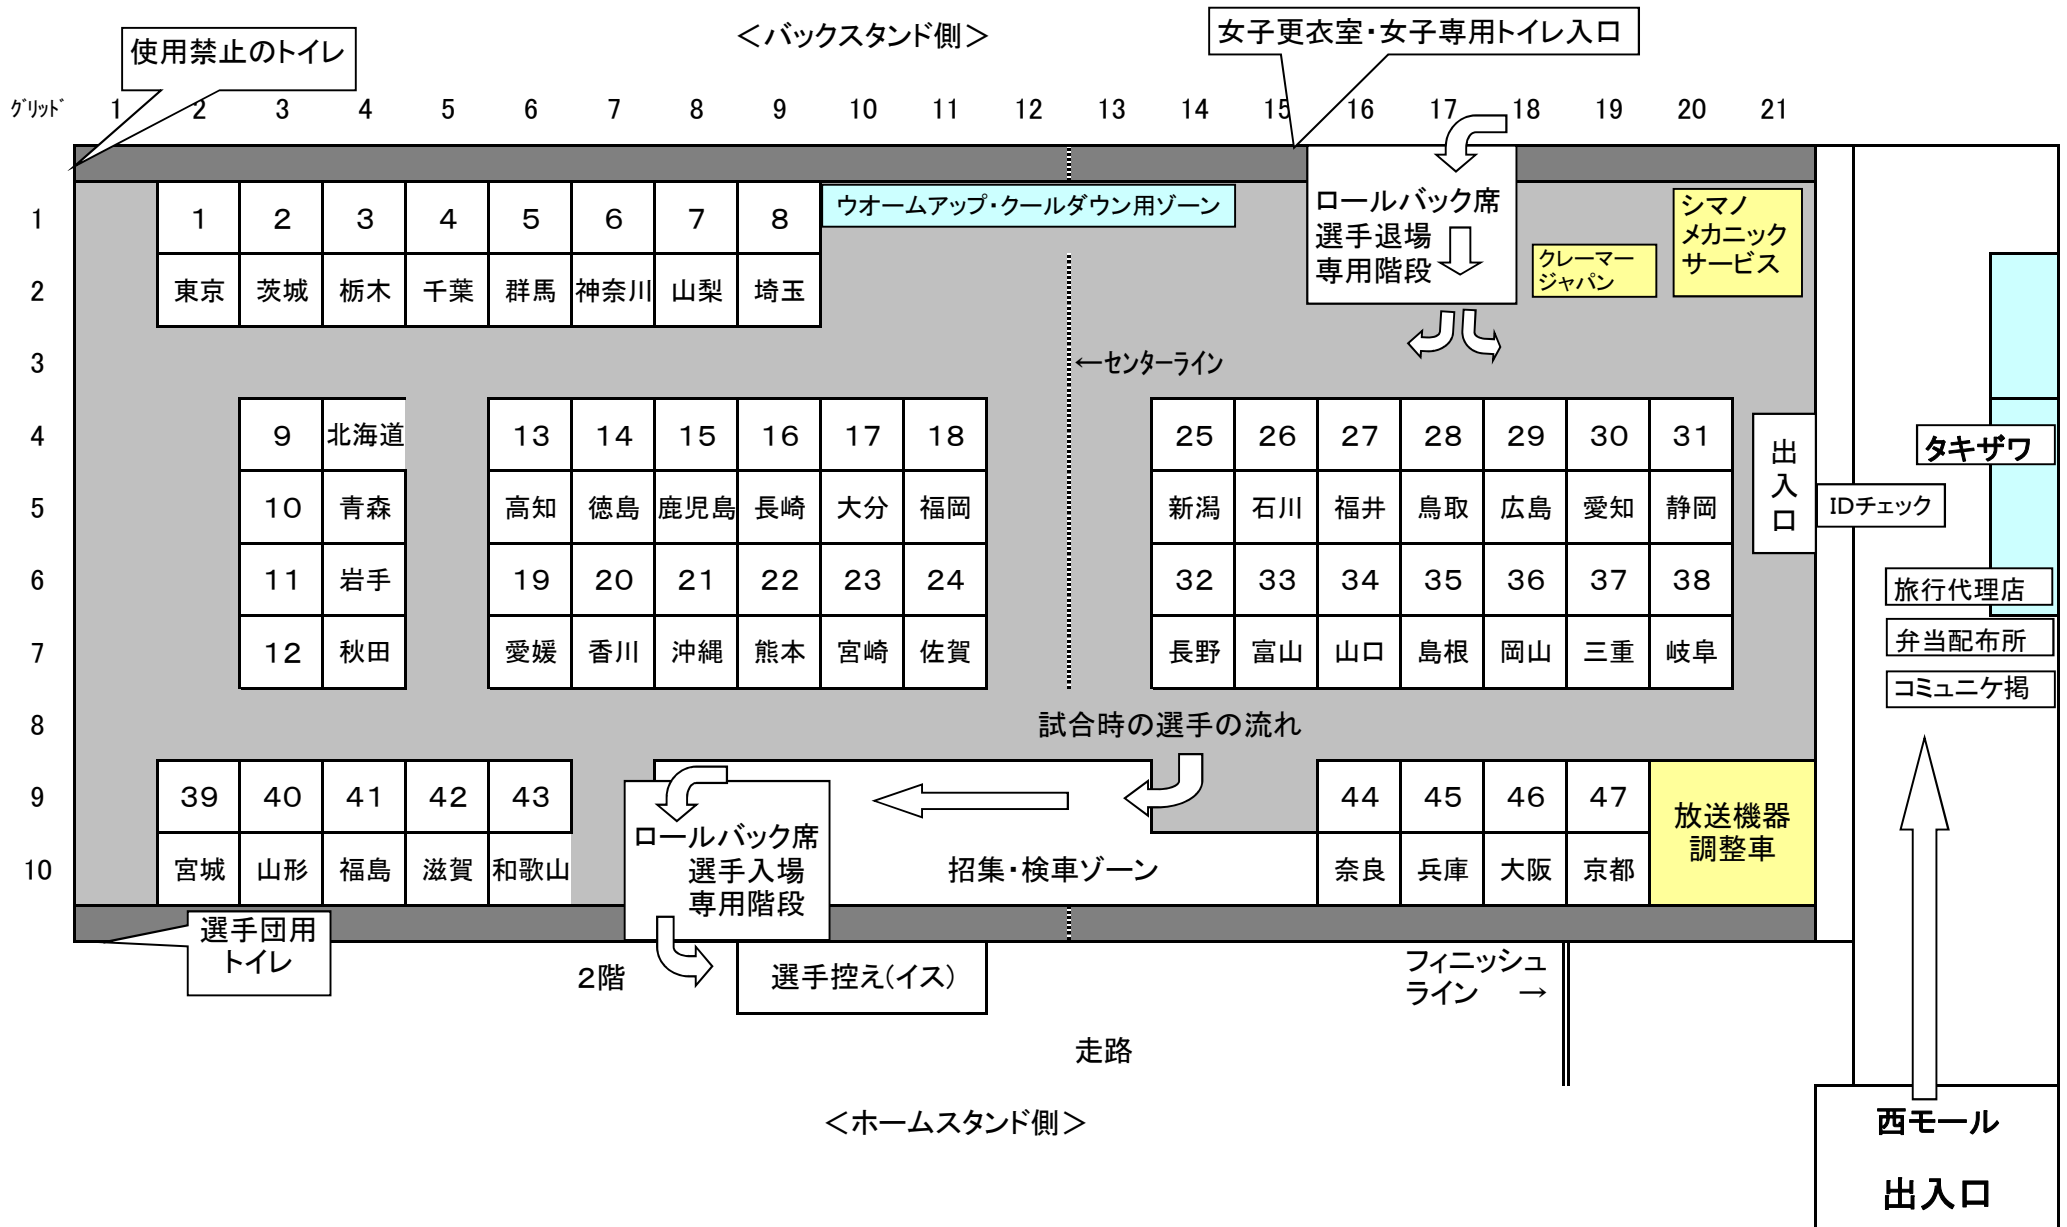 ＜バックスタンド側＞
使用禁止のトイレ
女子更衣室・女子専用トイレ入口
グリッド 1 2 3 4 5 6 7 8 9 10 11 12 13 14 15 16 17 18 19 20 21
1 1 2 3 4 5 6 7 8
ウオームアップ・クールダウン用ゾーン
ロールバック席
選手退場
専用階段
クレーマー
ジャパン
シマノ
メカニック
サービス
2 東京 茨城 栃木 千葉 群馬 神奈川 山梨 埼玉
3 ←センターライン
4 9 北海道 13 14 15 16 17 18 25 26 27 28 29 30 31
5 10 青森 高知 徳島 鹿児島 長崎 大分 福岡 新潟 石川 福井 鳥取 広島 愛知 静岡
出入口
タキザワ
IDチェック
6 11 岩手 19 20 21 22 23 24 32 33 34 35 36 37 38
7 12 秋田 愛媛 香川 沖縄 熊本 宮崎 佐賀 長野 富山 山口 島根 岡山 三重 岐阜
旅行代理店
弁当配布所
コミュニケ掲
8 試合時の選手の流れ
9 39 40 41 42 43 44 45 46 47
10 宮城 山形 福島 滋賀 和歌山
ロールバック席
選手入場
専用階段
招集・検車ゾーン
奈良 兵庫 大阪 京都
放送機器
調整車
選手団用
トイレ
2階
選手控え(イス)
フィニッシュ
ライン →
走路
＜ホームスタンド側＞
西モール
出入口